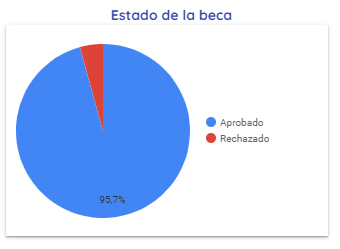 Estado de la beca
Aprobado
Rechazado
95,7%